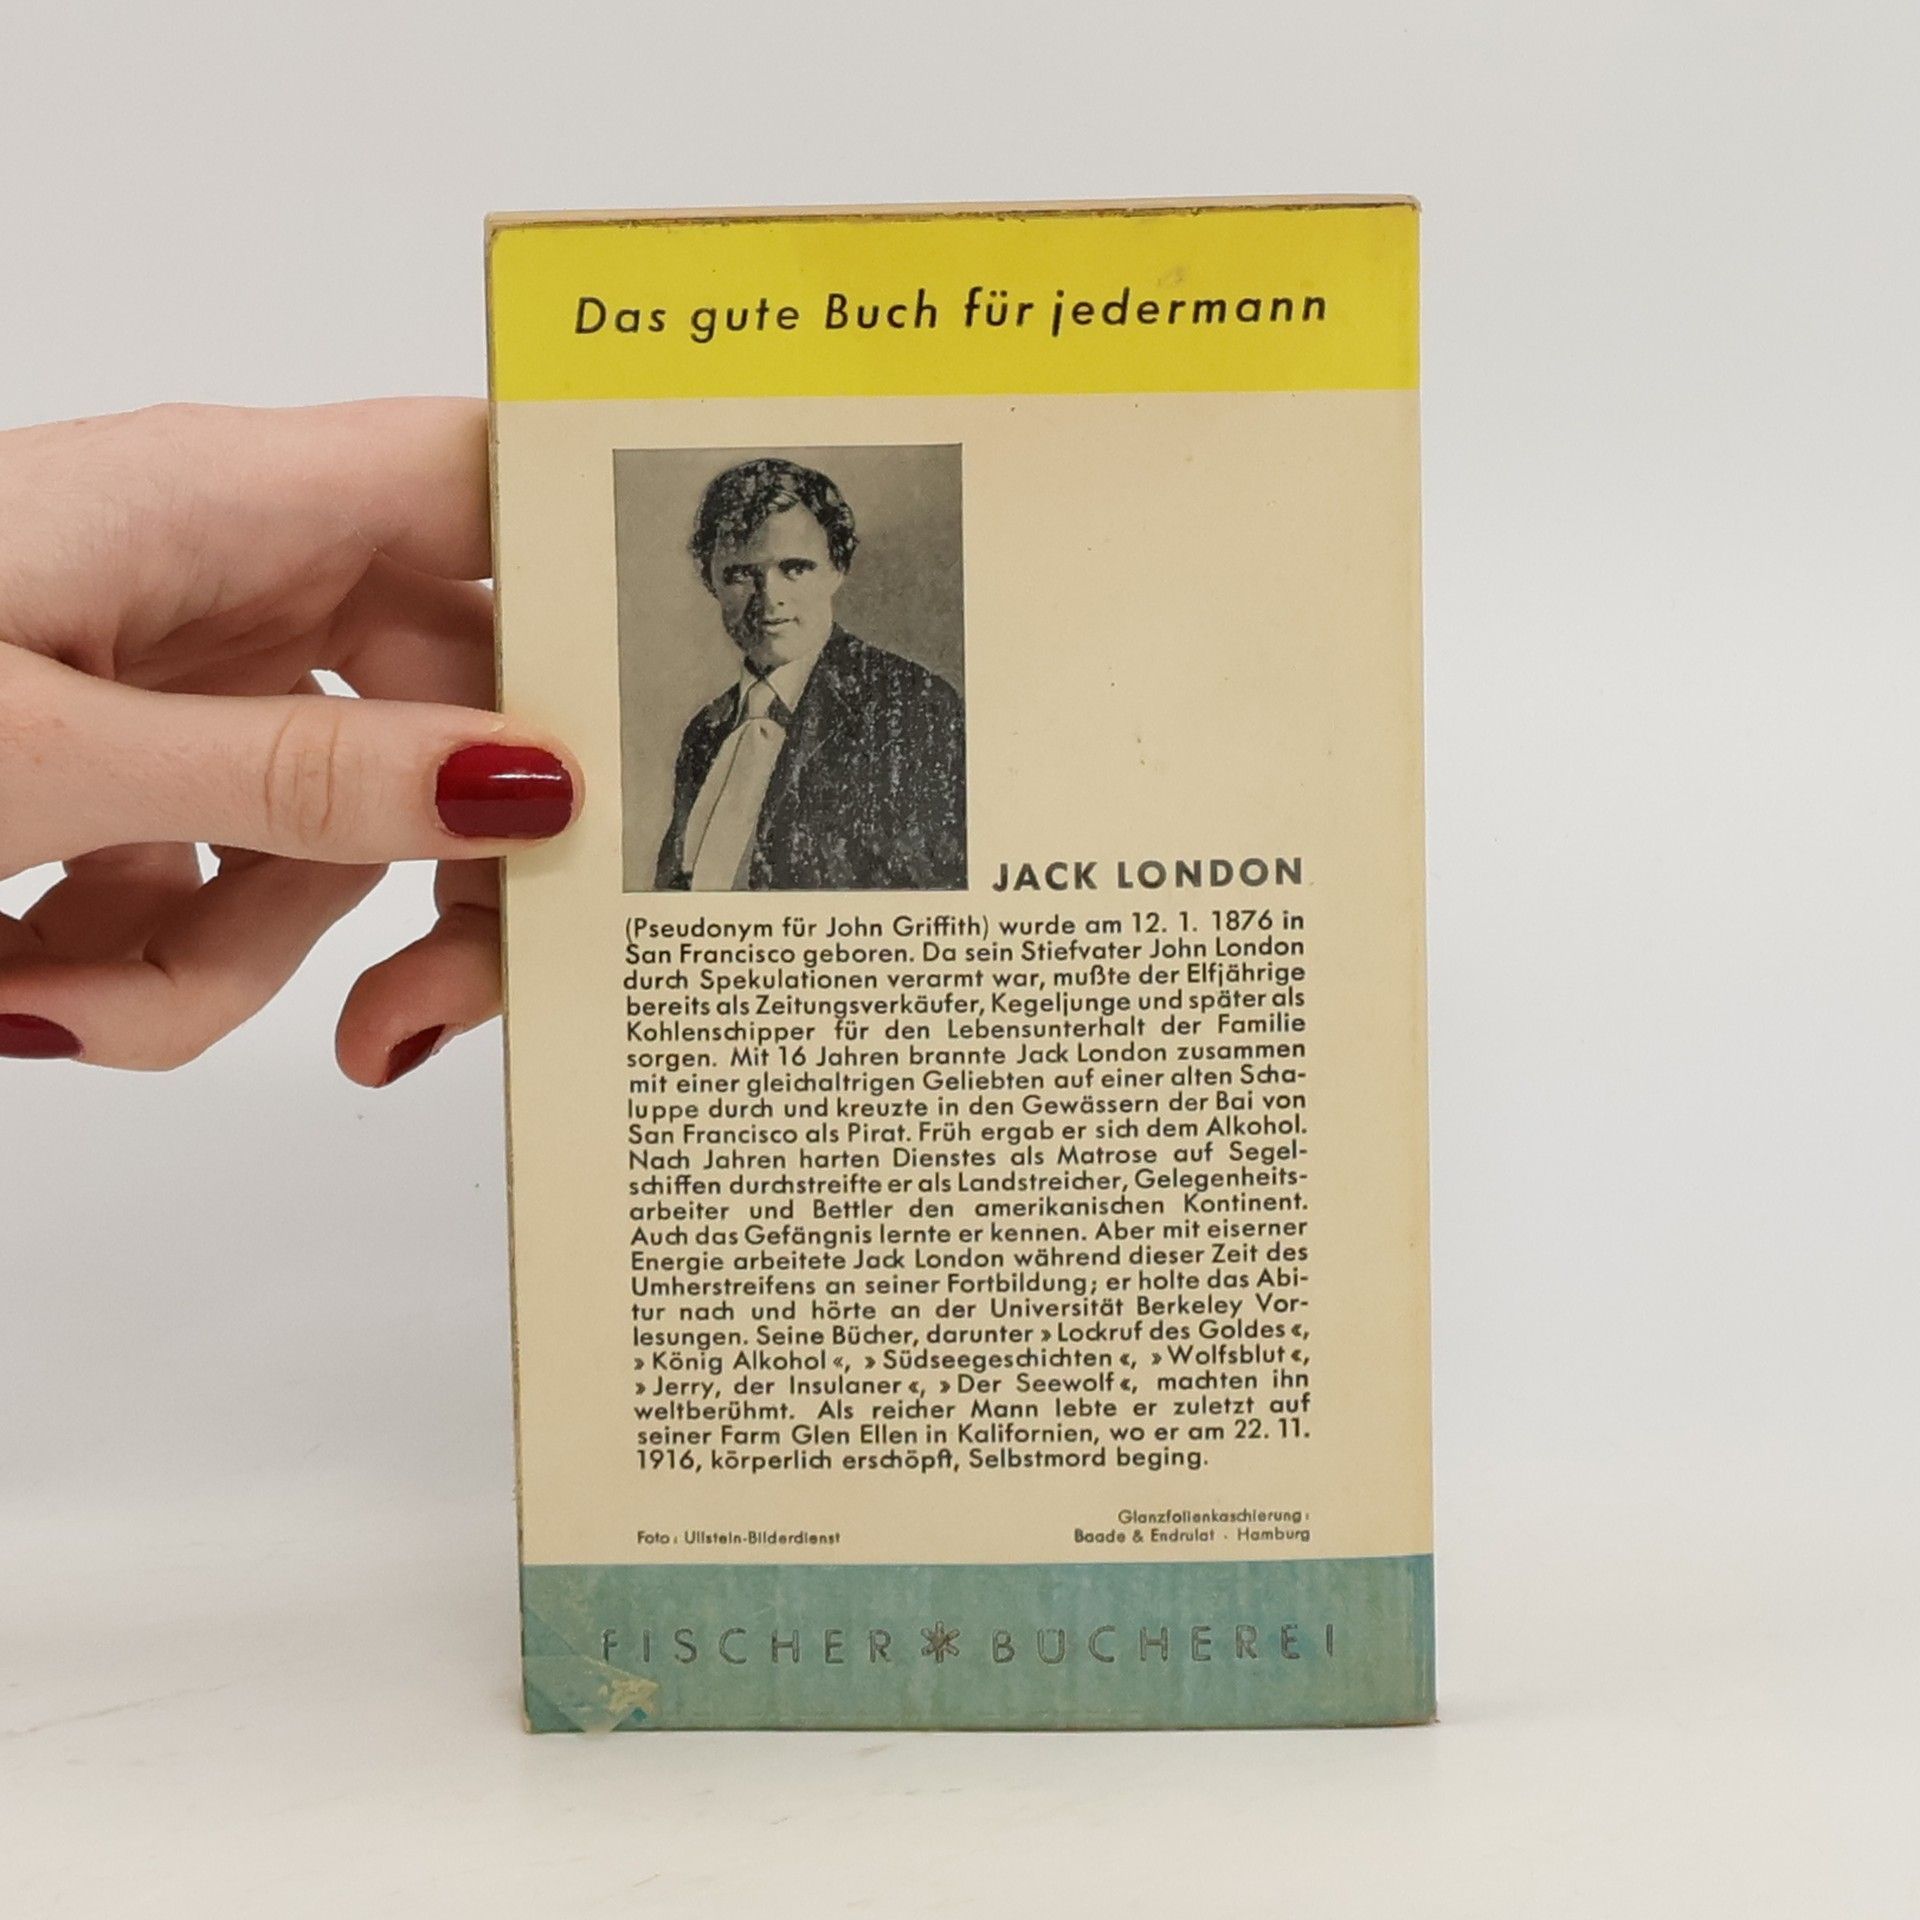 Das gute Buch für jedermann
JACK LONDON
(Pseudonym für John Griffith) wurde am 12. 1. 1876 in
San Francisco geboren. Da sein Stiefvater John London
durch Spekulationen verarmt war, mußte der Elfjährige
bereits als Zeitungsverkäufer, Kegeljunge und später als
Kohlenschipper für den Lebensunterhalt der Familie
sorgen. Mit 16 Jahren brannte Jack London zusammen
mit einer gleichaltrigen Geliebten auf einer alten Scha-
luppe durch und kreuzte in den Gewässern der Bai von
San Francisco als Pirat. Früh ergab er sich dem Alkohol.
Nach Jahren harten Dienstes als Matrose auf Segel-
schiffen durchstreifte er als Landstreicher, Gelegenheits-
arbeiter und Bettler den amerikanischen Kontinent.
Auch das Gefängnis lernte er kennen. Aber mit eiserner
Energie arbeitete Jack London während dieser Zeit des
Umherstreifens an seiner Fortbildung; er holte das Abi-
tur nach und hörte an der Universität Berkeley Vor-
lesungen. Seine Bücher, darunter »Lockruf des Goldes«,
»König Alkohol«, »Südseegeschichten«, »Wolfsblut«,
»Jerry, der Insulaner«, »Der Seewolf«, machten ihn
weltberühmt. Als reicher Mann lebte er zuletzt auf
seiner Farm Glen Ellen in Kalifornien, wo er am 22. 11.
1916, körperlich erschöpft, Selbstmord beging.
Foto: Ullstein-Bilderdienst
Glanzfolienkaschierung:
Baade & Endrulat · Hamburg
FISCHER BÜCHEREI